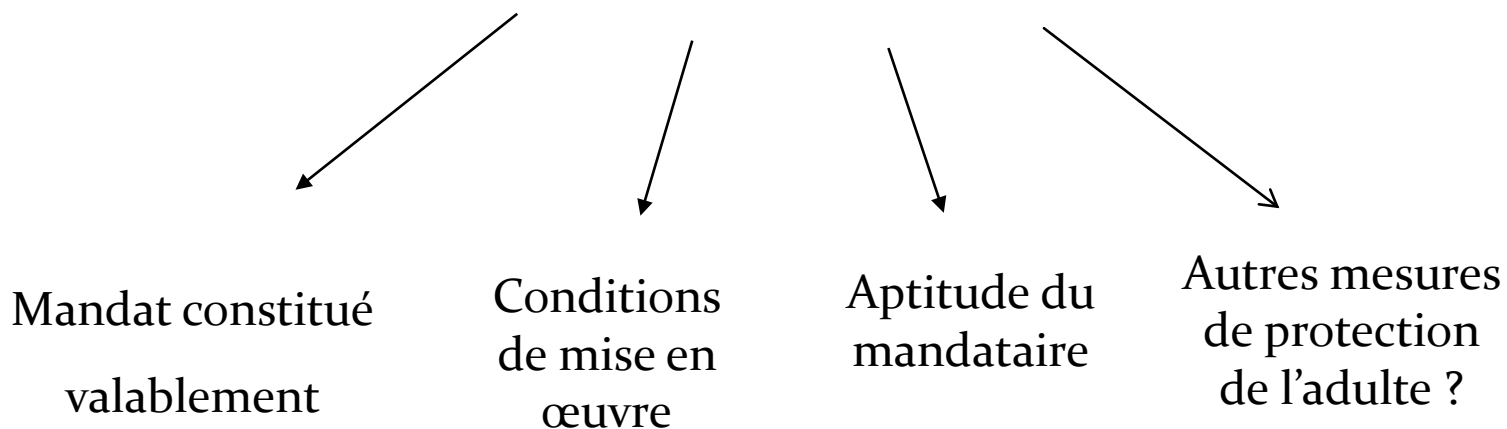 Mandat constitué
valablement
Conditions
de mise en
œuvre
Aptitude du
mandataire
Autres mesures
de protection
de l’adulte ?